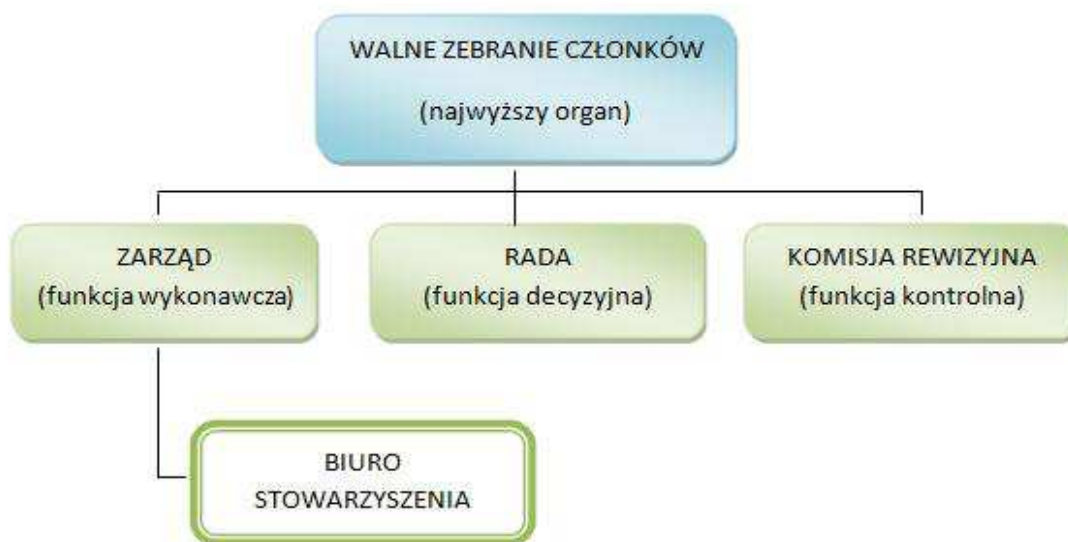 WALNE ZEBRANIE CZŁONKÓW
(najwyższy organ)
ZARZĄD
(funkcja wykonawcza)
RADA
(funkcja decyzyjna)
KOMISJA REWIZYJNA
(funkcja kontrolna)
BIURO
STOWARZYSZENIA